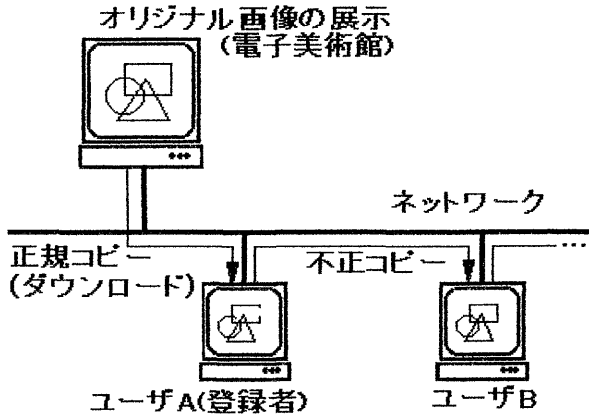 オリジナル画像の展示
(電子美術館)
ネットワーク
正規コピー
(ダウンロード)
不正コピー
...
ユーザA(登録者)
ユーザB